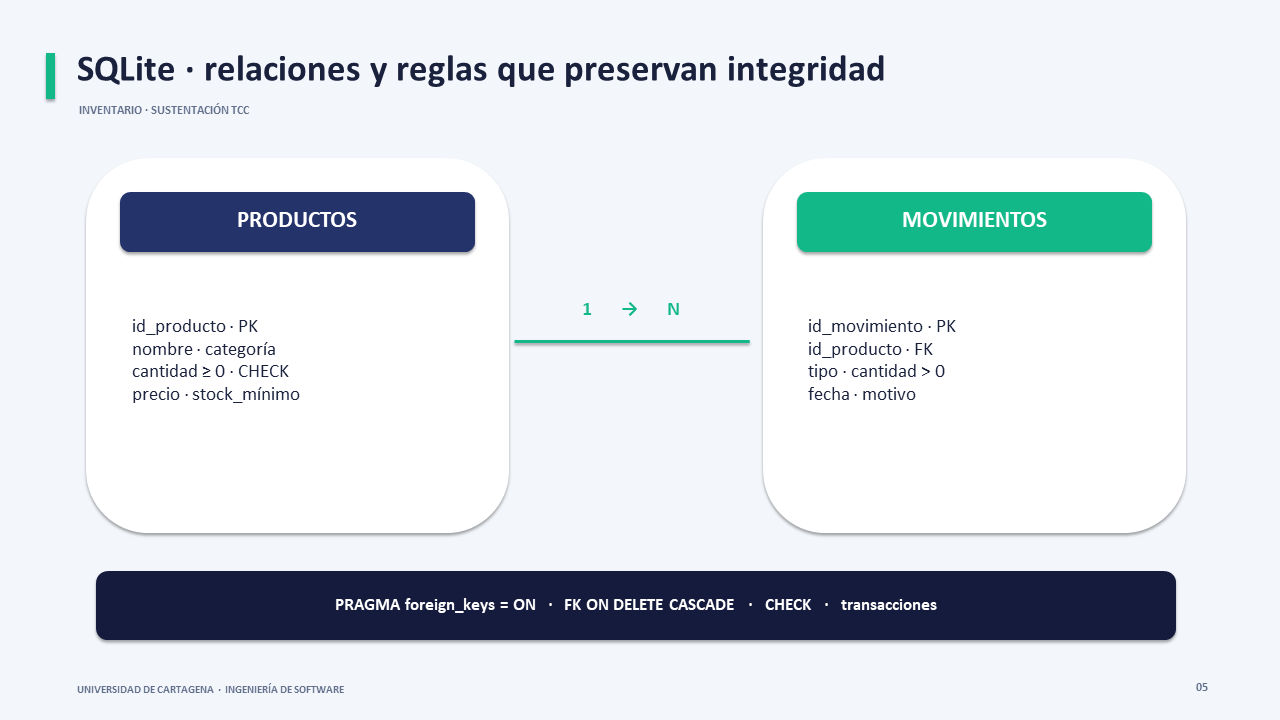 SQLite · relaciones y reglas que preservan integridad
INVENTARIO · SUSTENTACIÓN TCC
PRODUCTOS
id_producto · PK
nombre · categoría
cantidad ≥ 0 · CHECK
precio · stock_mínimo
1 → N
MOVIMIENTOS
id_movimiento · PK
id_producto · FK
tipo · cantidad > 0
fecha · motivo
PRAGMA foreign_keys = ON · FK ON DELETE CASCADE · CHECK · transacciones
UNIVERSIDAD DE CARTAGENA · INGENIERÍA DE SOFTWARE
05